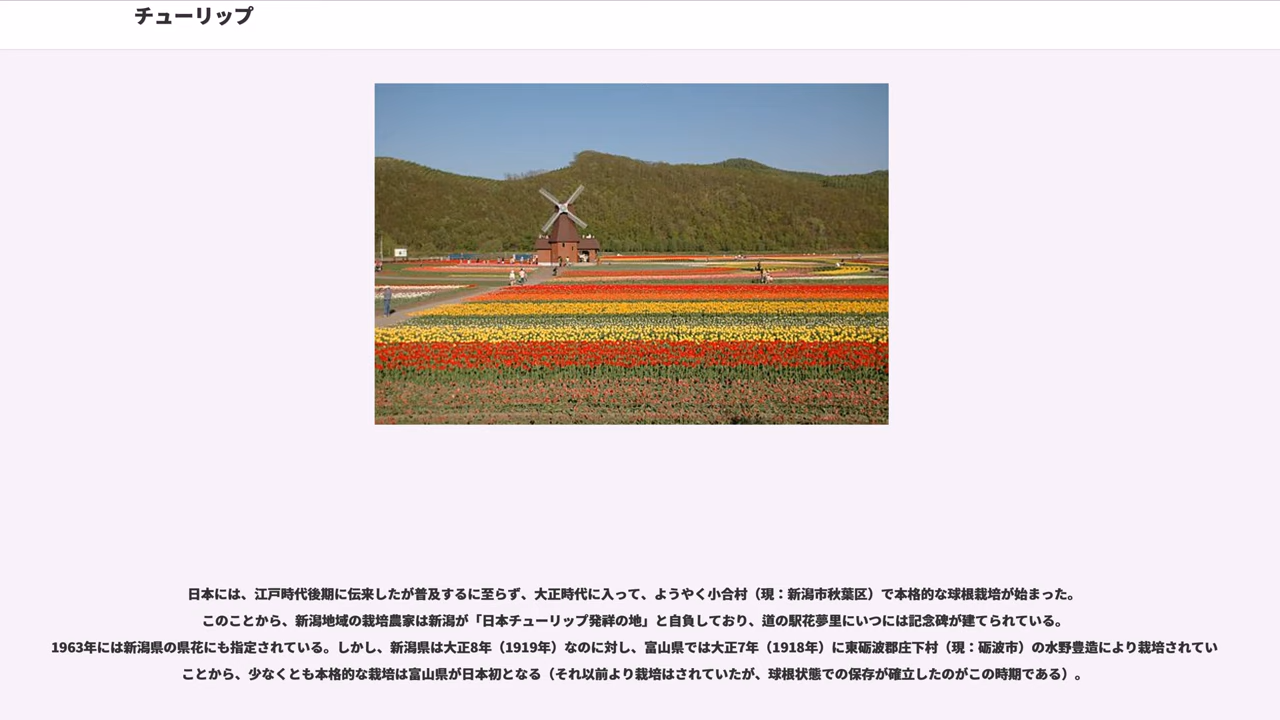 チューリップ
日本には、江戸時代後期に伝来したが普及するに至らず、大正時代に入って、ようやく小合村（現：新潟市秋葉区）で本格的な球根栽培が始まった。
このことから、新潟地域の栽培農家は新潟が「日本チューリップ発祥の地」と自負しており、道の駅花夢里にいつには記念碑が建てられている。
1963年には新潟県の県花にも指定されている。しかし、新潟県は大正8年（1919年）なのに対し、富山県では大正7年（1918年）に東砺波郡庄下村（現：砺波市）の水野豊造により栽培されてい
ことから、少なくとも本格的な栽培は富山県が日本初となる（それ以前より栽培はされていたが、球根状態での保存が確立したのがこの時期である）。